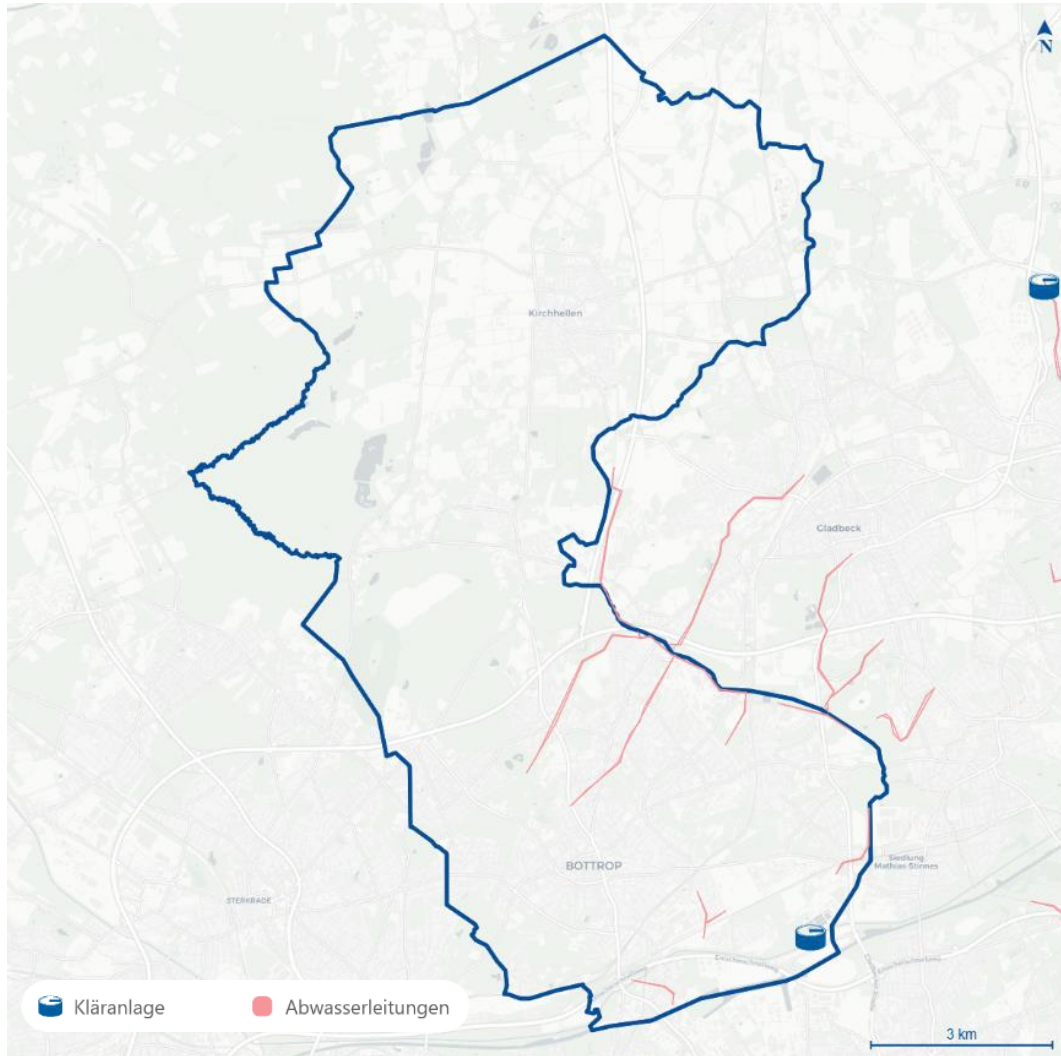 N
Kirchhellen
Gladbeck
BOTTROP
Siedlung
Mathias Stinnes
STERKRADE
Kläranlage
Abwasserleitungen
3 km